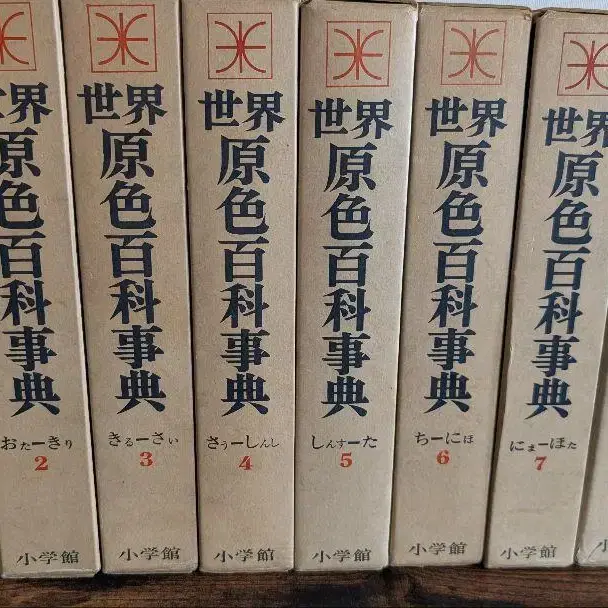 世界
原色百科事典
おたーきり
2
小学館
世界
原色百科事典
きるーさい
3
小学館
世界
原色百科事典
さうーしんし
4
小学館
世界
原色百科事典
しんすーた
5
小学館
世界
原色百科事典
ちーにほ
6
小学館
世界
原色百科事典
にまーほた
7
小学館
小